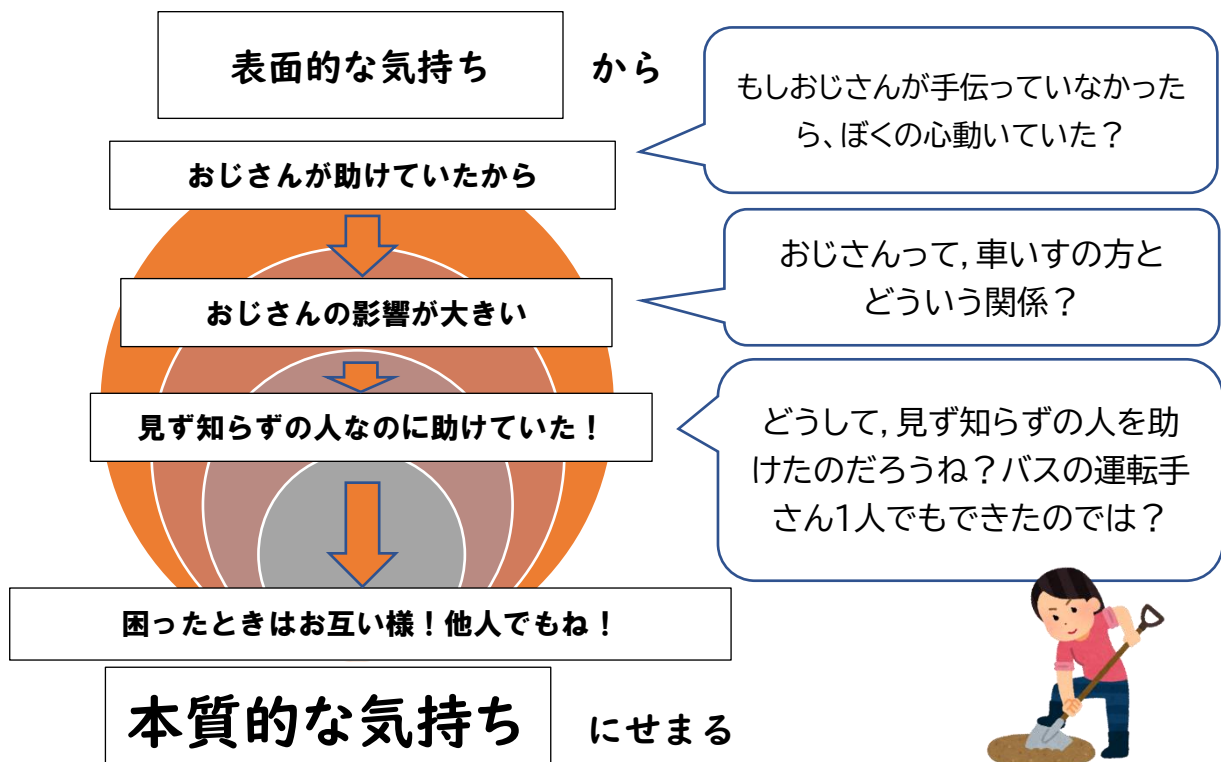 表面的な気持ち から
もしおじさんが手伝っていなかった
ら、ぼくの心動いていた？
おじさんが助けていたから
おじさんって,車いすの方と
どういう関係？
おじさんの影響が大きい
見ず知らずの人なのに助けていた！
どうして,見ず知らずの人を助
けたのだろうね？バスの運転手
さん1人でもできたのでは？
困ったときはお互い様！他人でもね！
本質的な気持ち にせまる